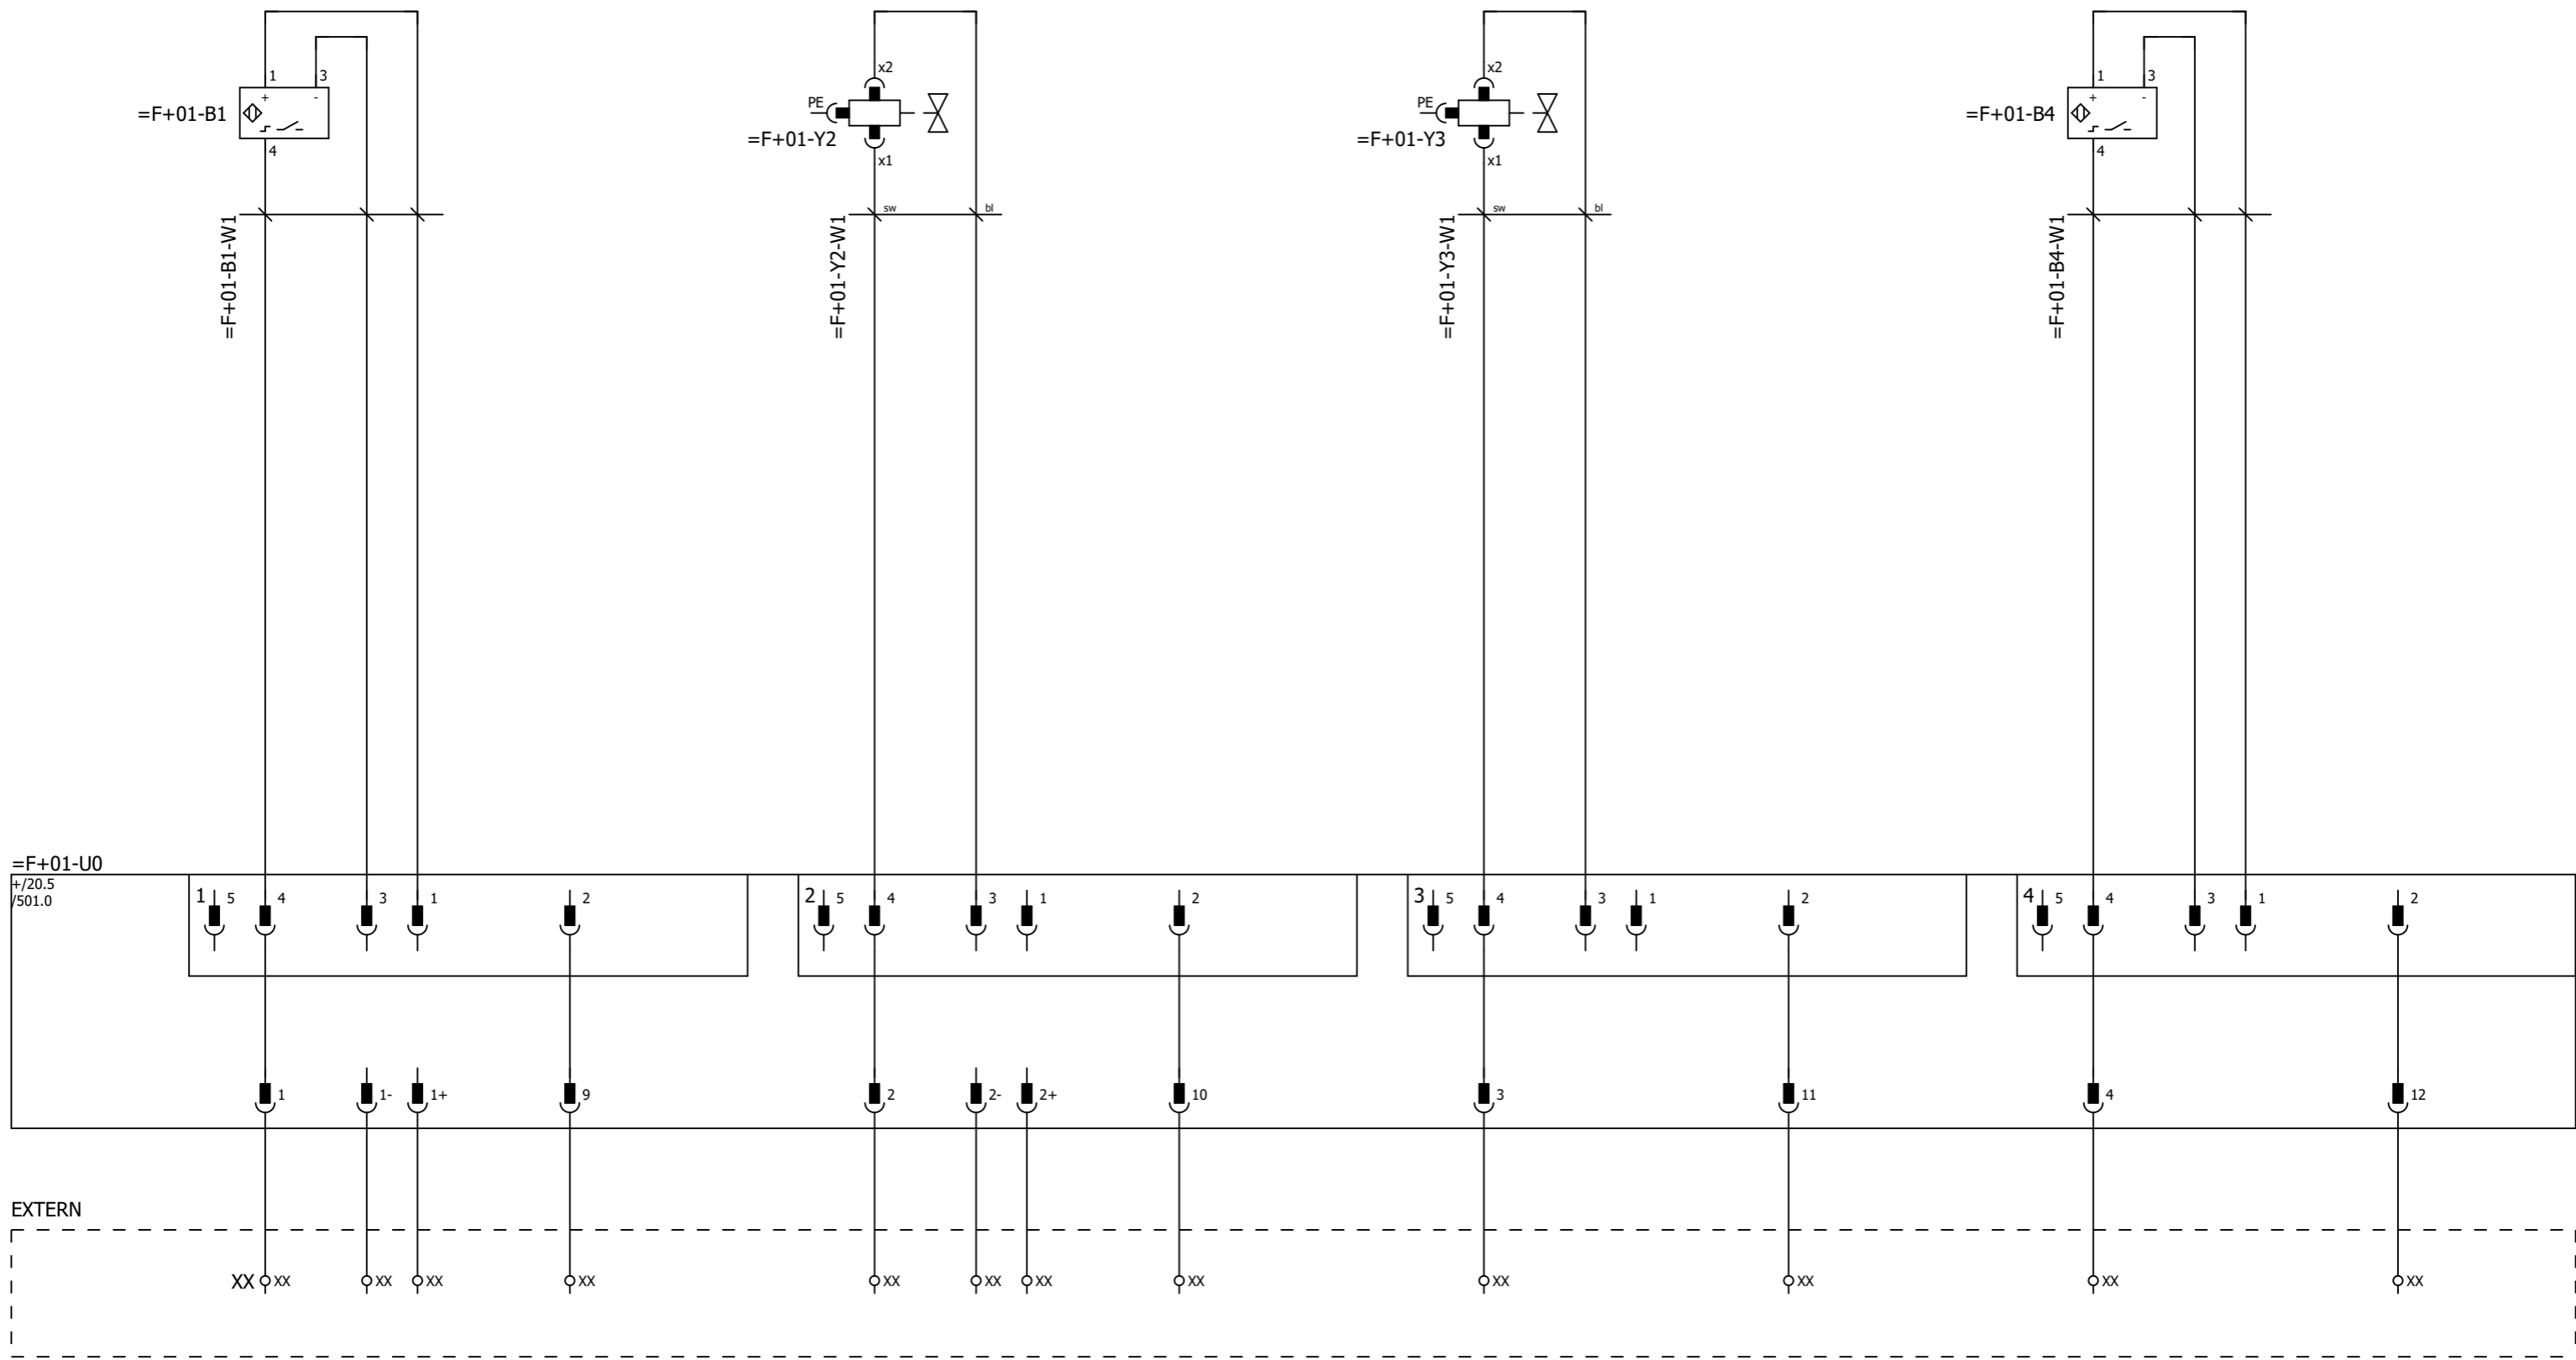 x2 x2
1 3 1 3
PE PE
=F+01-B1 + - =F+01-B4 + -
=F+01-Y2 =F+01-Y3
4 x1 x1 4
sw bl sw bl
=F+01-B1-W1 =F+01-Y2-W1 =F+01-Y3-W1 =F+01-B4-W1
=F+01-U0
+/20.5
/501.0
1 5 4 3 1 2 2 5 4 3 1 2 3 5 4 3 1 2 4 5 4 3 1 2
1 1- 1+ 9 2 2- 2+ 10 3 11 4 12
EXTERN
XX XX XX XX XX XX XX XX XX XX XX XX XX